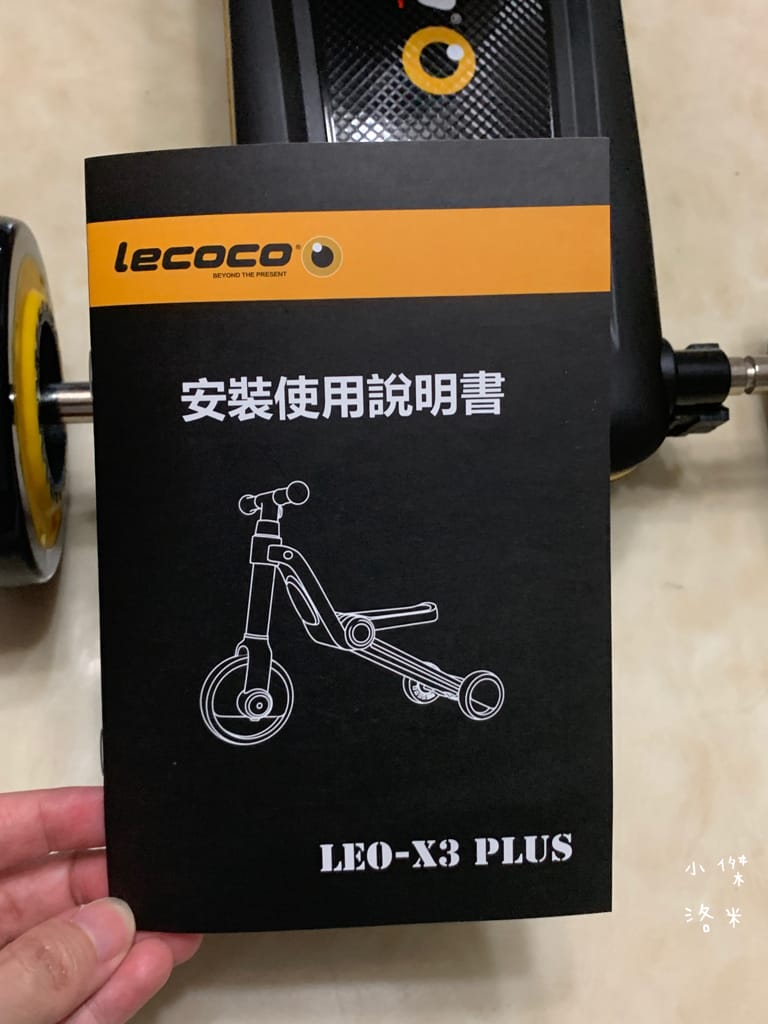 lecoco®
BEYOND THE PRESENT
安裝使用說明書
LEO-X3 PLUS
小傑
洛米